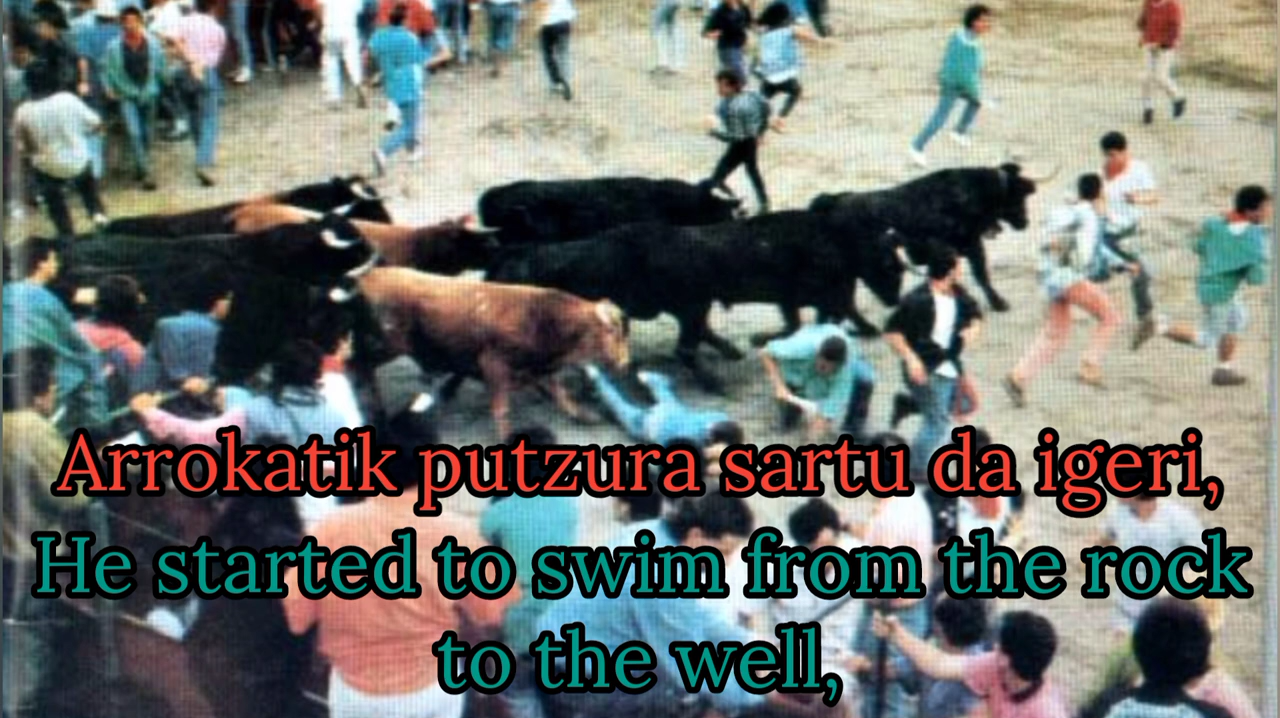 Arrokatik putzura sartu da igeri,
He started to swim from the rock
to the well,